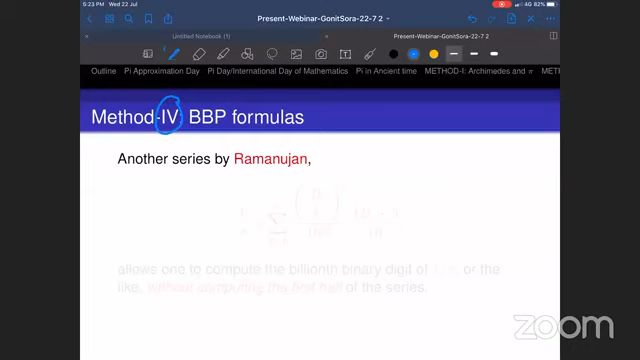 5:23 PM Wed 22 Jul
4G 82%
Present-Webinar-GonitSora-22-7 2
Untitled Notebook (1)
Present-Webinar-GonitSora-22-7 2
Outline Pi Approximation Day Pi Day/International Day of Mathematics Pi in Ancient time METHOD-I: Archimedes and π
Method-IV BBP formulas
Another series by Ramanujan,
allows one to compute the billionth binary digit of or the
like, without computing the first half of the series.
zoom